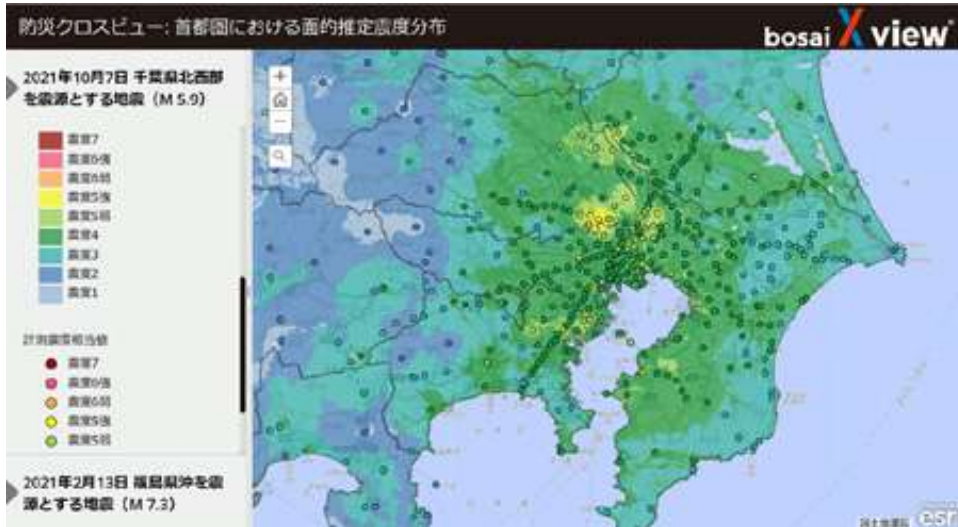 防災クロスビュー: 首都圏における面的推定震度分布
bosai X view
2021年10月7日 千葉県北西部
を震源とする地震（M 5.9）
震度7
震度6強
震度6弱
震度5強
震度5弱
震度4
震度3
震度2
震度1
計測震度相当値
震度7
震度6強
震度6弱
震度5強
震度5弱
2021年2月13日 福島県沖を震
源とする地震（M 7.3）
esri